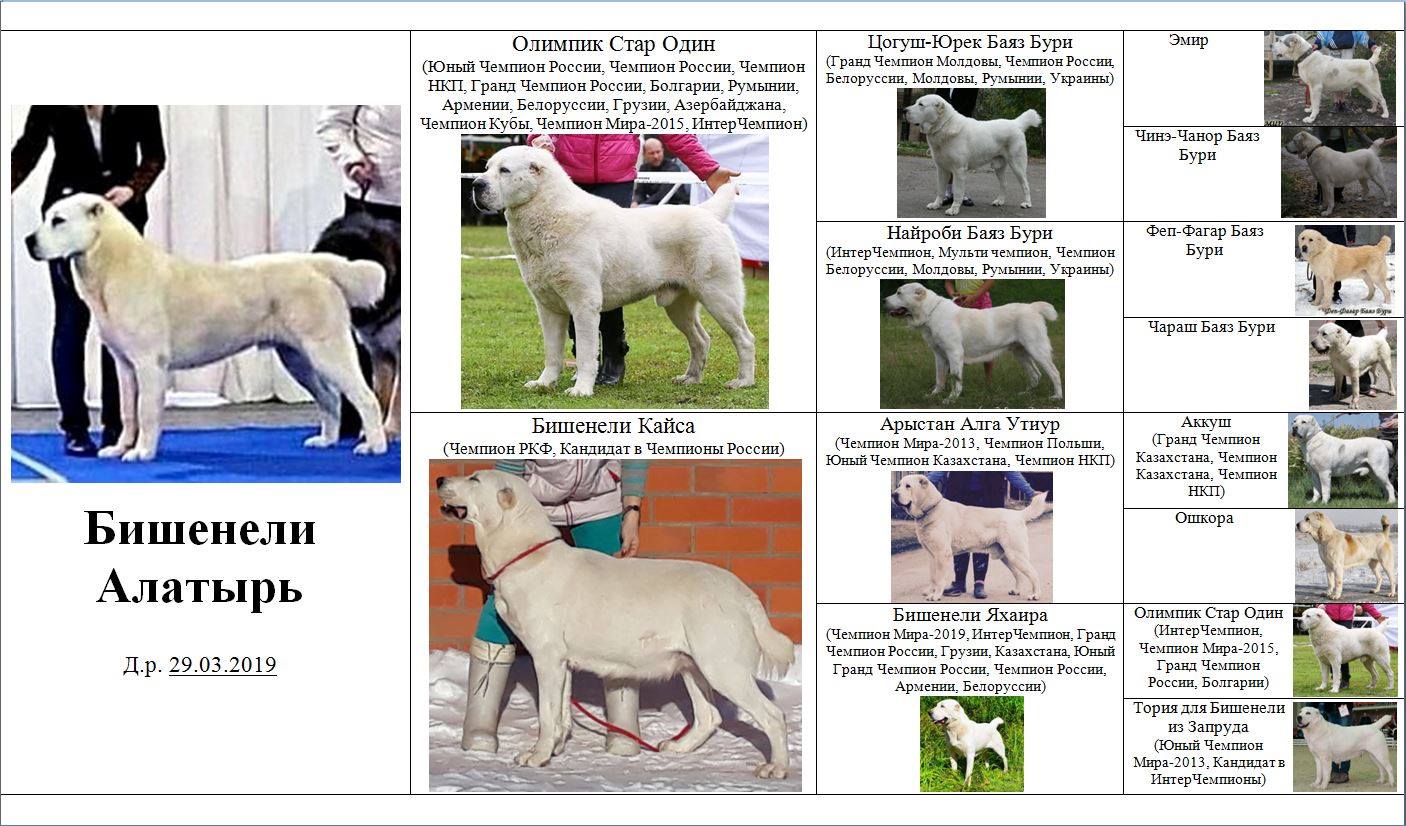 Бишенели
Алатырь
Д.р. 29.03.2019
Олимпик Стар Один
(Юный Чемпион России, Чемпион России, Чемпион
НКП, Гранд Чемпион России, Болгарии, Румынии,
Армении, Белоруссии, Грузии, Азербайджана,
Чемпион Кубы, Чемпион Мира-2015, ИнтерЧемпион)
Бишенели Кайса
(Чемпион РКФ, Кандидат в Чемпионы России)
Цогуш-Юрек Баяз Бури
(Гранд Чемпион Молдовы, Чемпион России,
Белоруссии, Молдовы, Румынии, Украины)
Найроби Баяз Бури
(ИнтерЧемпион, Мульти чемпион, Чемпион
Белоруссии, Молдовы, Румынии, Украины)
Арыстан Алга Утиур
(Чемпион Мира-2013, Чемпион Польши,
Юный Чемпион Казахстана, Чемпион НКП)
Бишенели Яхаира
(Чемпион Мира-2019, ИнтерЧемпион, Гранд
Чемпион России, Грузии, Казахстана, Юный
Гранд Чемпион России, Чемпион России,
Армении, Белоруссии)
Эмир
Чинэ-Чанор Баяз
Бури
Феп-Фагар Баяз
Бури
Феп-Фагар Баяз Бури
Чараш Баяз Бури
Аккуш
(Гранд Чемпион
Казахстана, Чемпион
Казахстана, Чемпион
НКП)
Ошкора
Олимпик Стар Один
(ИнтерЧемпион,
Чемпион Мира-2015,
Гранд Чемпион
России, Болгарии)
Тория для Бишенели
из Запруда
(Юный Чемпион
Мира-2013, Кандидат в
ИнтерЧемпионы)